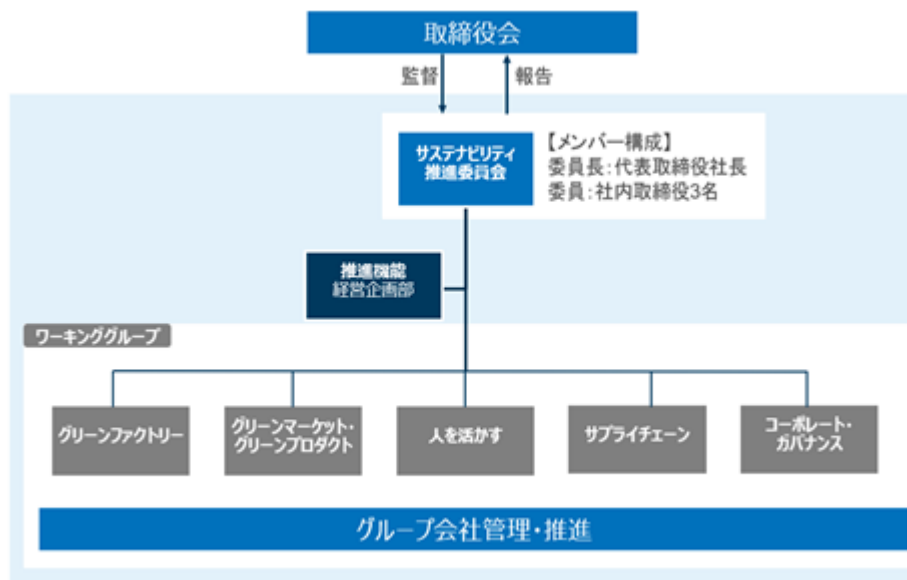 取締役会
監督
報告
サステナビリティ
推進委員会
【メンバー構成】
委員長:代表取締役社長
委員:社内取締役3名
推進機能
経営企画部
ワーキンググループ
グリーンファクトリー
グリーンマーケット・
グリーンプロダクト
人を活かす
サプライチェーン
コーポレート・
ガバナンス
グループ会社管理・推進